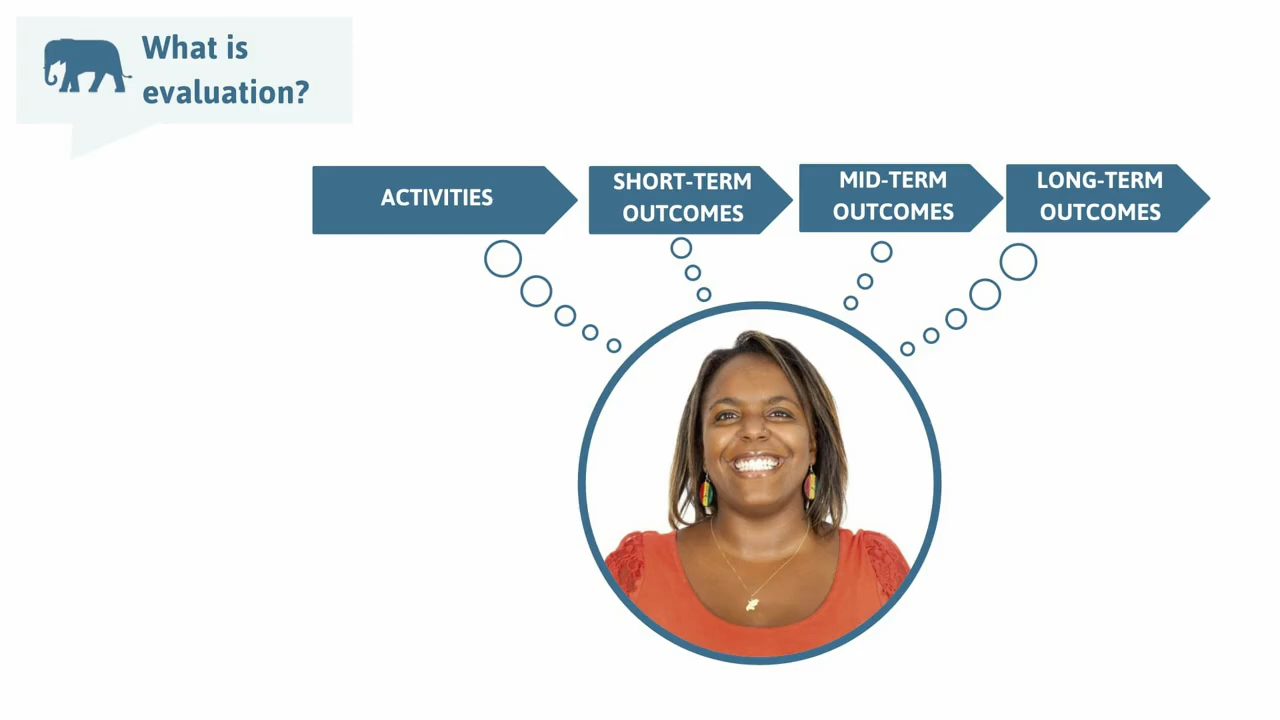 What is
evaluation?
ACTIVITIES
SHORT-TERM
OUTCOMES
MID-TERM
OUTCOMES
LONG-TERM
OUTCOMES